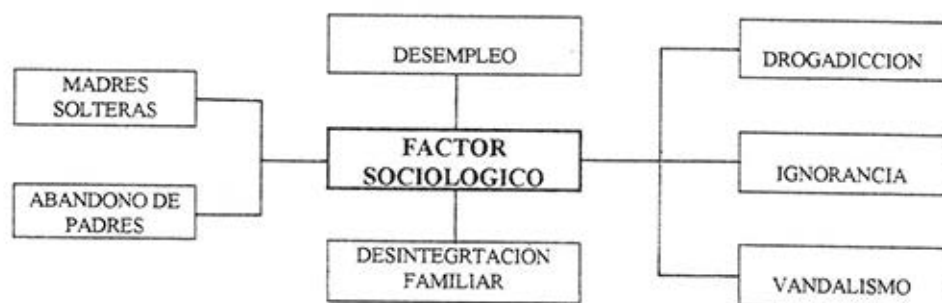 DESEMPLEO
MADRES
SOLTERAS
ABANDONO DE
PADRES
FACTOR
SOCIOLOGICO
DESINTEGRTACION
FAMILIAR
DROGADICCION
IGNORANCIA
VANDALISMO